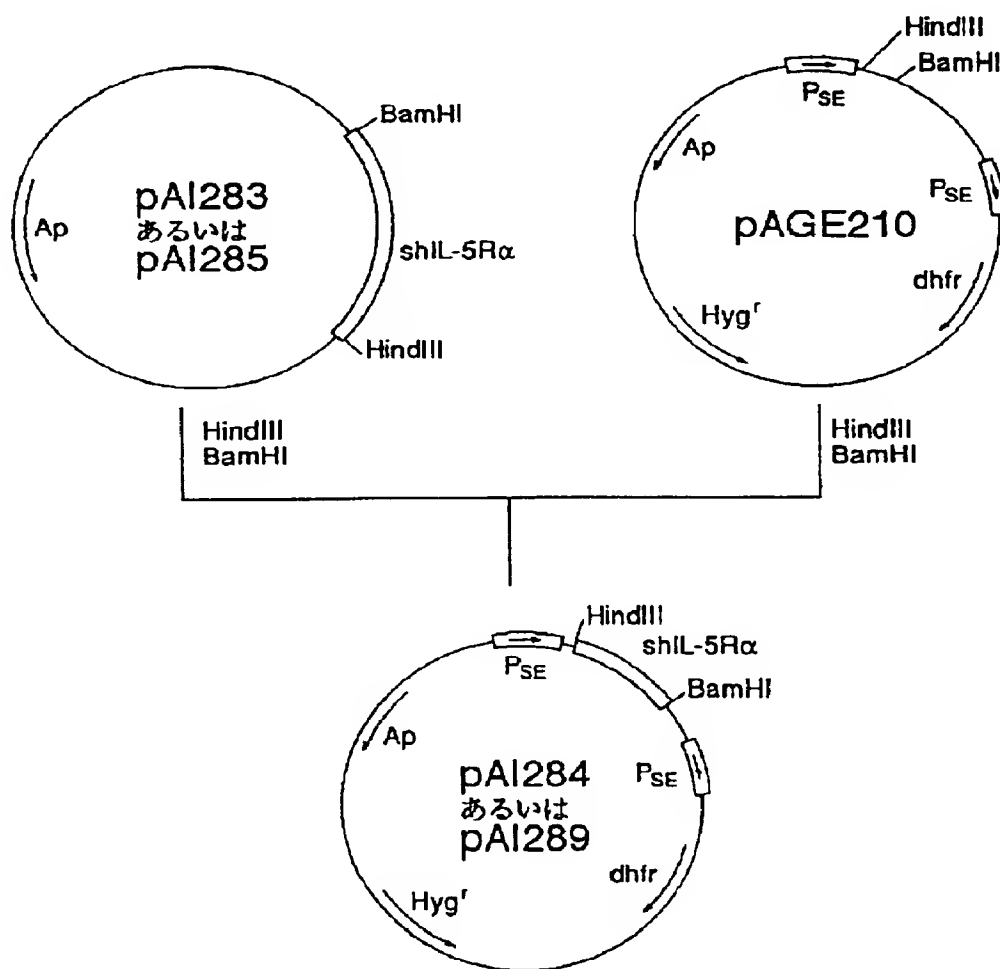 BamHI
Ap
pAI283
あるいは
pAI285
shIL-5Rα
HindIII
HindIII
BamHI
PSE
Ap
PSE
pAGE210
dhfr
Hygr
HindIII
BamHI
HindIII
BamHI
HindIII
shIL-5Rα
PSE
BamHI
Ap
PSE
pAI284
あるいは
pAI289
dhfr
Hygr